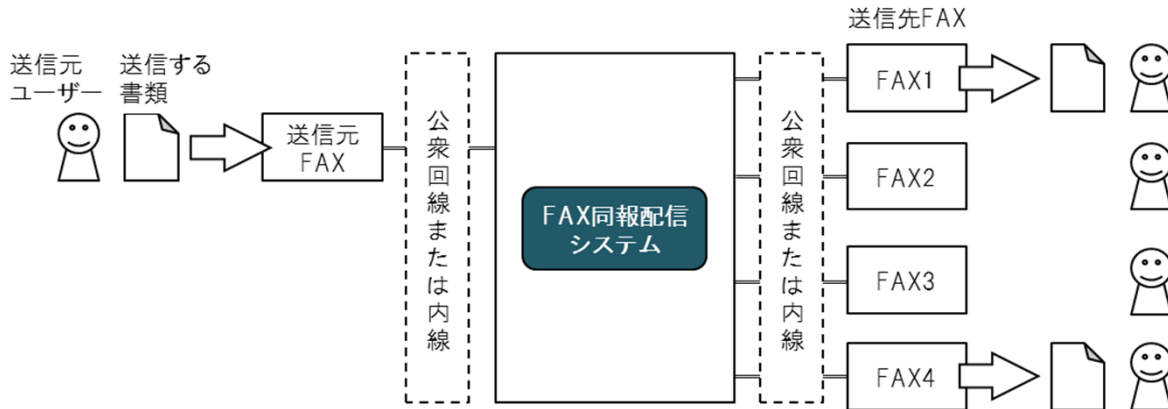 送信先FAX
送信元
ユーザー
送信する
書類
送信元
FAX
公衆回線または内線
FAX同報配信
システム
公衆回線または内線
FAX1
FAX2
FAX3
FAX4